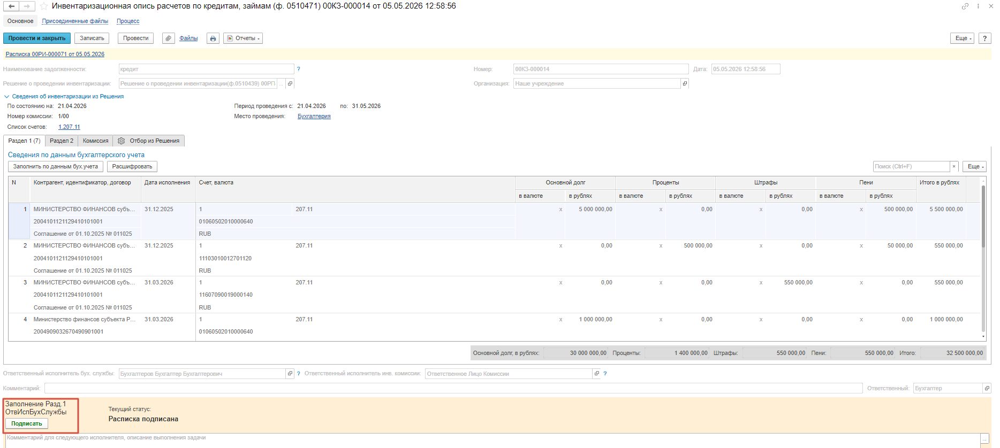 Инвентаризационная опись расчетов по кредитам, займам (ф. 0510471) 00КЗ-000014 от 05.05.2026 12:58:56
Основное Присоединенные файлы Процесс
Провести и закрыть Записать Провести Файлы Отчеты Еще ?
Расписка 00РИ-000071 от 05.05.2026
Наименование задолженности: кредит ? Номер: 00КЗ-000014 Дата: 05.05.2026 12:58:56
Решение о проведении инвентаризации: Решение о проведении инвентаризации(ф.0510439) 00РП ... Организация: Наше учреждение
Сведения об инвентаризации из Решения
По состоянию на: 21.04.2026 Период проведения с: 21.04.2026 по: 31.05.2026
Номер комиссии: 1/00 Место проведения: Бухгалтерия
Список счетов: 1.207.11
Раздел 1 (7) Раздел 2 Комиссия Отбор из Решения
Сведения по данным бухгалтерского учета
Заполнить по данным бух.учета Расшифровать Поиск (Ctrl+F) × Еще
N Контрагент, идентификатор, договор Дата исполнения Счет, валюта Основной долг Проценты Штрафы Пени Итого в рублях
в валюте в рублях в валюте в рублях в валюте в рублях в валюте в рублях
1 МИНИСТЕРСТВО ФИНАНСОВ субъ... 31.12.2025 1 207.11 x 5 000 000,00 x 0,00 x 0,00 x 500 000,00 5 500 000,00
2004101121129410101001 01060502010000640
Соглашение от 01.10.2025 № 011025 RUB
2 МИНИСТЕРСТВО ФИНАНСОВ субъ... 31.12.2025 1 207.11 x 0,00 x 500 000,00 x 0,00 x 50 000,00 550 000,00
2004101121129410101001 11103010012701120
Соглашение от 01.10.2025 № 011025 RUB
3 МИНИСТЕРСТВО ФИНАНСОВ субъ... 31.03.2026 1 207.11 x 0,00 x 0,00 x 550 000,00 x 0,00 550 000,00
2004101121129410101001 11607090019000140
Соглашение от 01.10.2025 № 011025 RUB
4 Министерство финансов субъекта Р... 31.03.2026 1 207.11 x 1 000 000,00 x 0,00 x 0,00 x 0,00 1 000 000,00
2004909032670490901001 01060502010000640
Основной долг, в рублях: 30 000 000,00 Проценты: 1 400 000,00 Штрафы: 550 000,00 Пени: 550 000,00 Итого: 32 500 000,00
Ответственный исполнитель бух. службы: Бухгалтеров Бухгалтер Бухгалтерович ? Ответственный исполнитель инв. комиссии: Ответственное Лицо Комиссии ?
Комментарий: Ответственный: Бухгалтер
Заполнение Разд.1
ОтвИспБухСлужбы
Подписать
Текущий статус:
Расписка подписана
Комментарий для следующего исполнителя, описание выполнения задачи ...